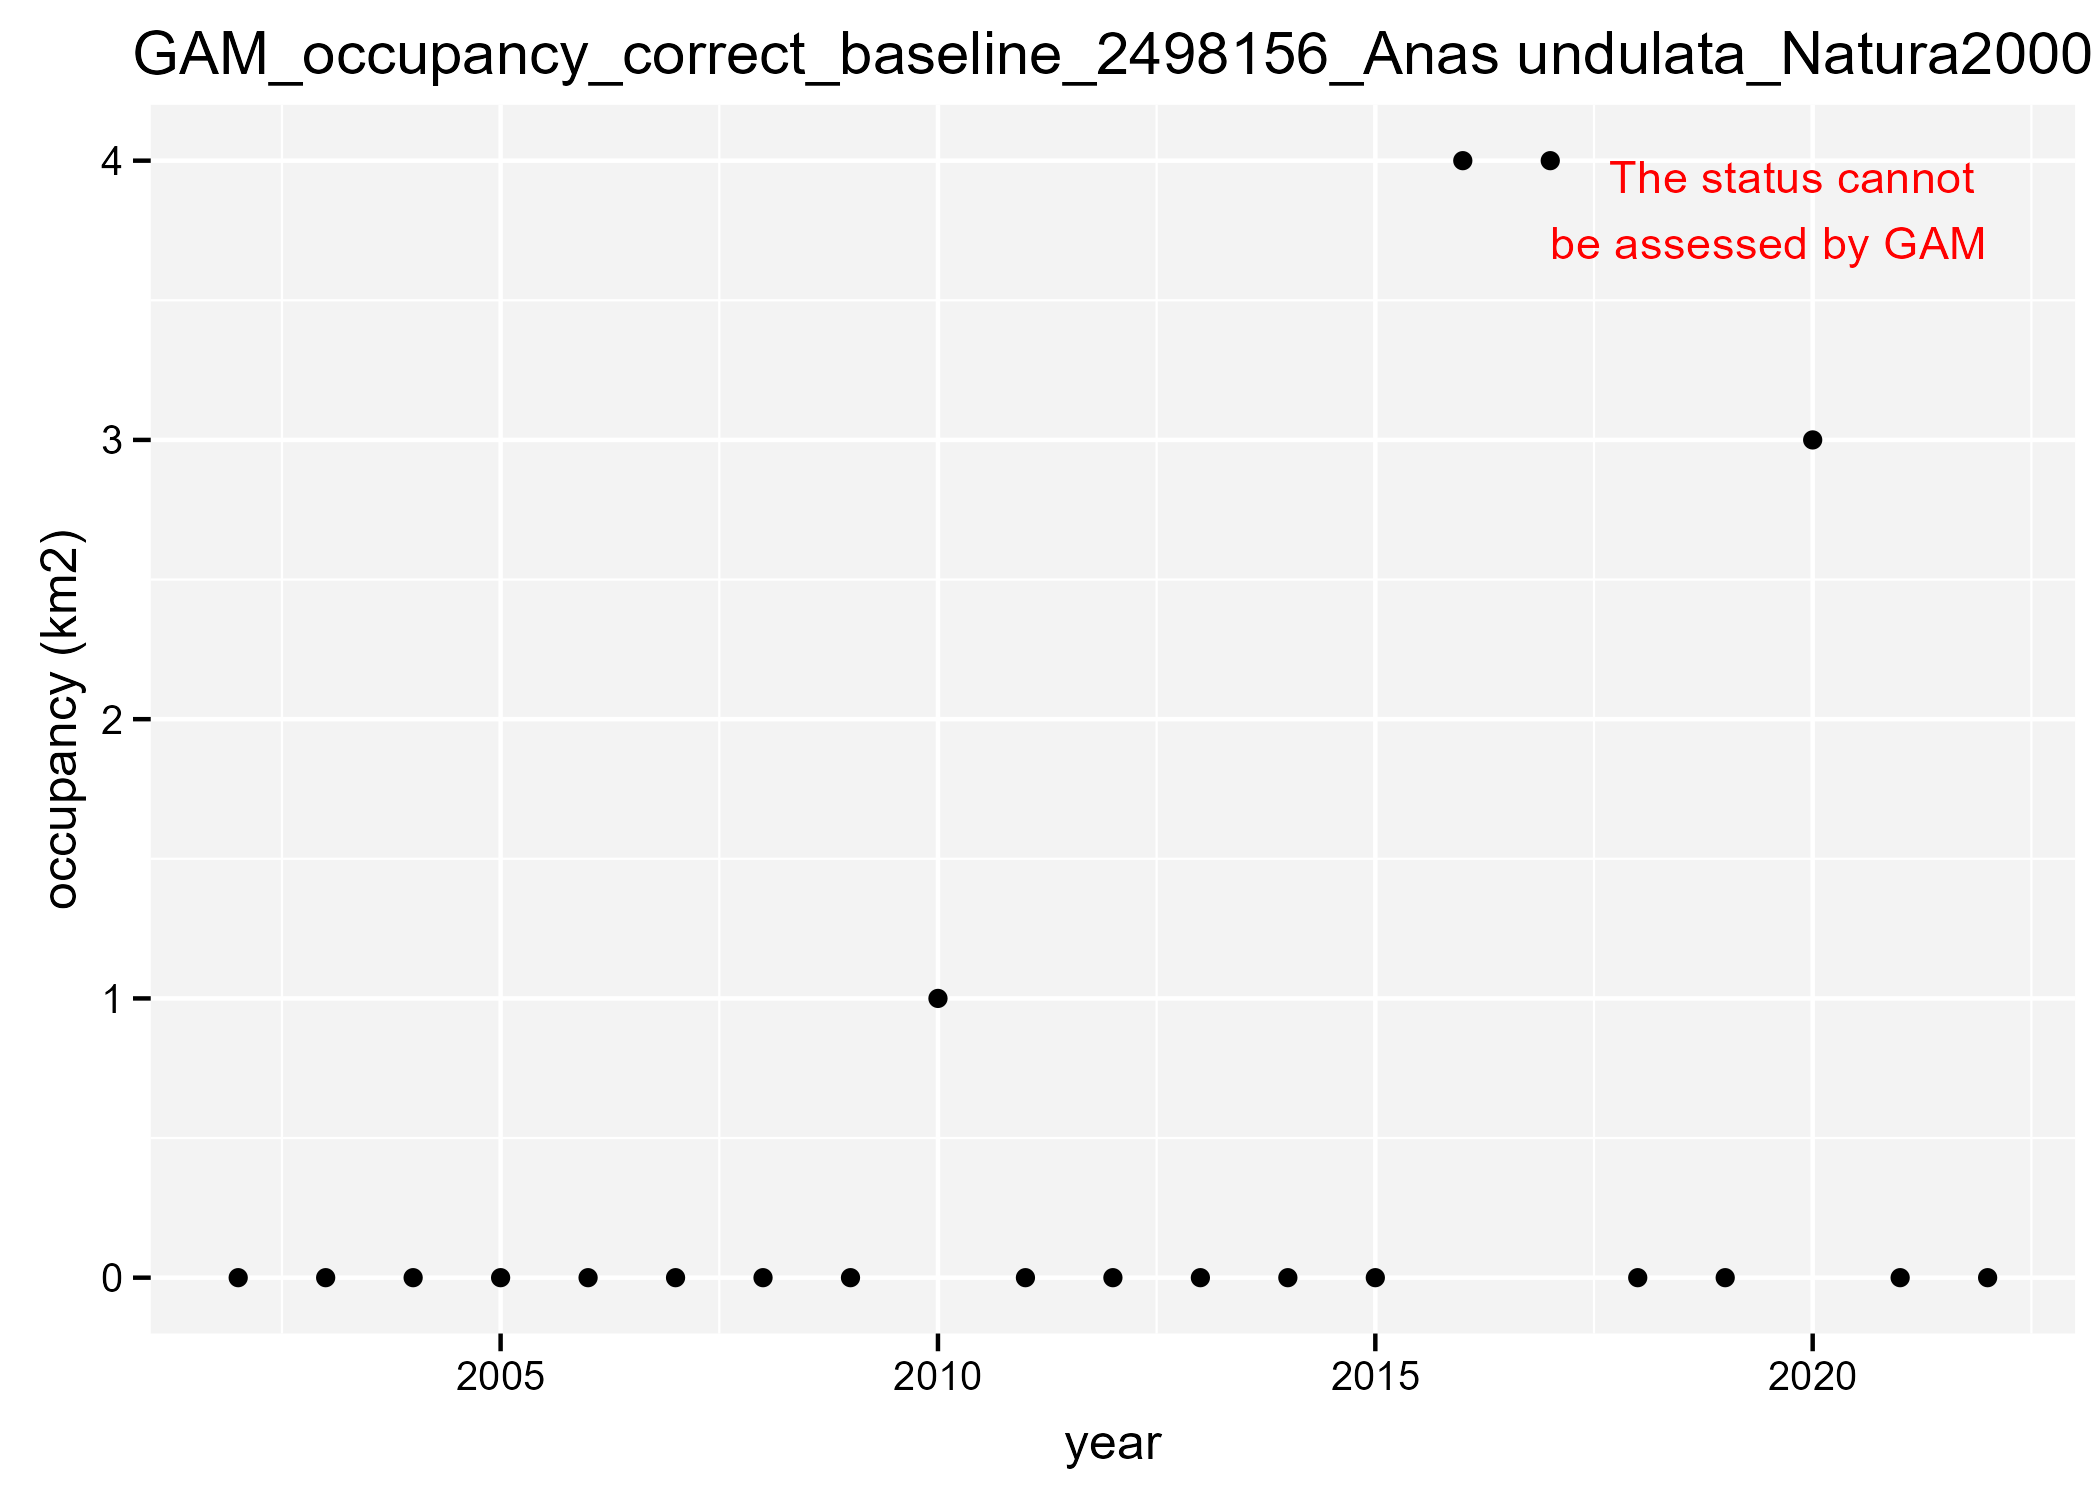 GAM_occupancy_correct_baseline_2498156_Anas undulata_Natura2000
4
The status cannot
be assessed by GAM
3
occupancy (km2)
2
1
0
2005 2010 2015 2020
year